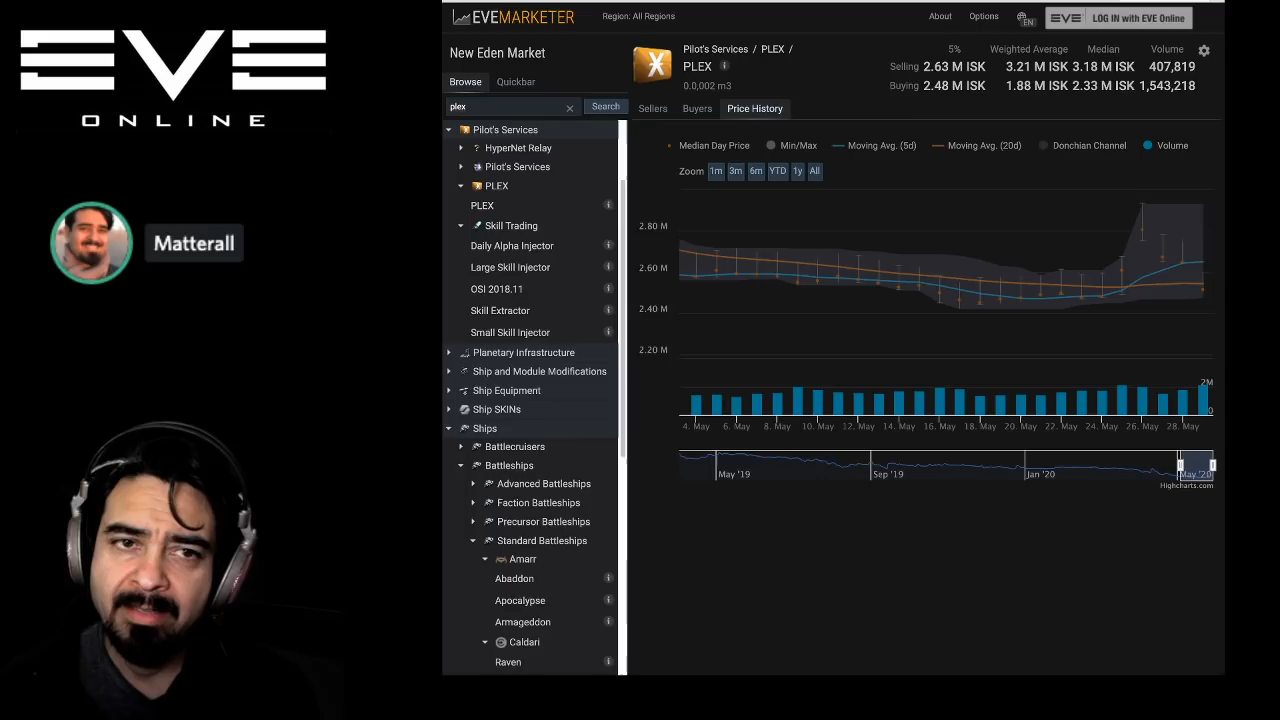 EVE
ONLINE
Matterall
EVEMARKETER
Region: All Regions
About
Options
EN
EVE
LOG IN with EVE Online
New Eden Market
Browse
Quickbar
plex
Search
Pilot's Services
HyperNet Relay
Pilot's Services
PLEX
PLEX
Skill Trading
Daily Alpha Injector
Large Skill Injector
OSI 2018.11
Skill Extractor
Small Skill Injector
Planetary Infrastructure
Ship and Module Modifications
Ship Equipment
Ship SKINs
Ships
Battlecruisers
Battleships
Advanced Battleships
Faction Battleships
Precursor Battleships
Standard Battleships
Amarr
Abaddon
Apocalypse
Armageddon
Caldari
Raven
Pilot's Services / PLEX /
PLEX
0.0,002 m3
5% Weighted Average Median Volume
Selling 2.63 M ISK 3.21 M ISK 3.18 M ISK 407,819
Buying 2.48 M ISK 1.88 M ISK 2.33 M ISK 1,543,218
Sellers Buyers Price History
Median Day Price Min/Max Moving Avg. (5d) Moving Avg. (20d) Donchian Channel Volume
Zoom 1m 3m 6m YTD 1y All
2.80 M
2.60 M
2.40 M
2.20 M
2M
0
4. May 6. May 8. May 10. May 12. May 14. May 16. May 18. May 20. May 22. May 24. May 26. May 28. May
May '19 Sep '19 Jan '20 May '20
Highcharts.com